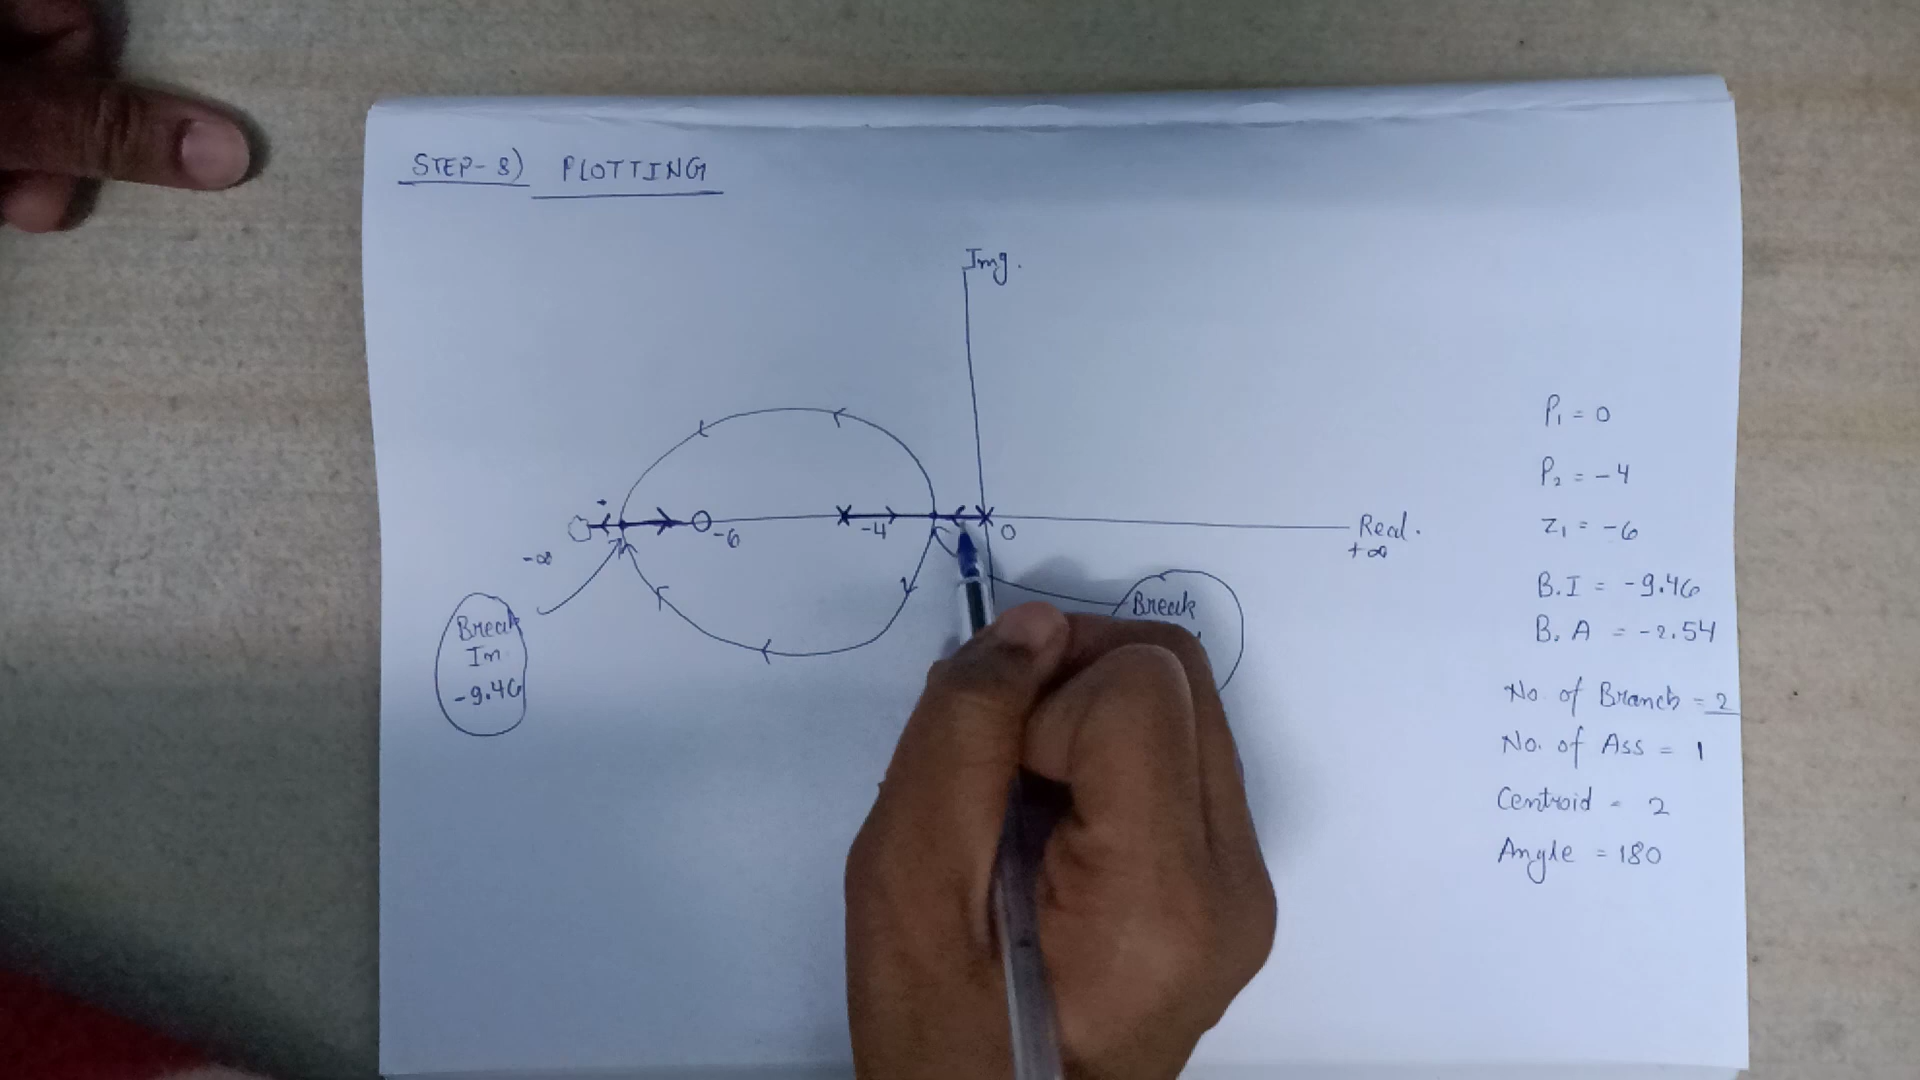 STEP-8) PLOTTING
Img.
-6
-4
0
Real.
-∞
+∞
Break
In
-9.46
Break
P₁ = 0
P₂ = -4
Z₁ = -6
B.I = -9.46
B.A = -2.54
No. of Branch = 2
No. of Ass = 1
Centroid = 2
Angle = 180